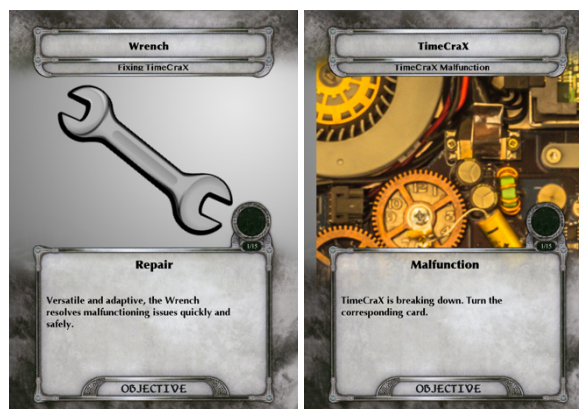 Wrench
Fixing TimeCraX
1/15
Repair
Versatile and adaptive, the Wrench
resolves malfunctioning issues quickly and
safely.
OBJECTIVE
TimeCraX
TimeCraX Malfunction
1/15
Malfunction
TimeCraX is breaking down. Turn the
corresponding card.
OBJECTIVE